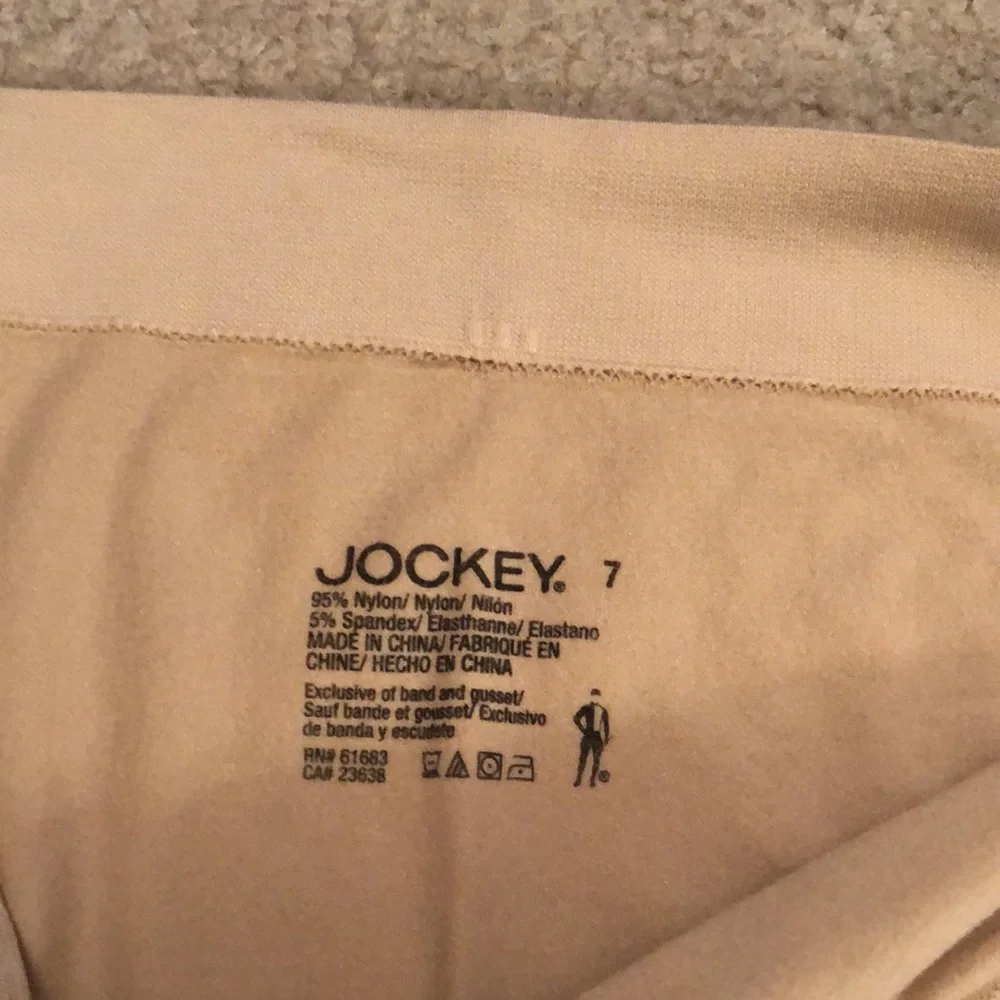 JOCKEY® 7
95% Nylon/ Nylon/ Nilón
5% Spandex/ Elasthanne/ Elastano
MADE IN CHINA/ FABRIQUÉ EN
CHINE/ HECHO EN CHINA
Exclusive of band and gusset/
Sauf bande et gousset/ Exclusivo
de banda y escudete
RN# 61683
CA# 23638
®